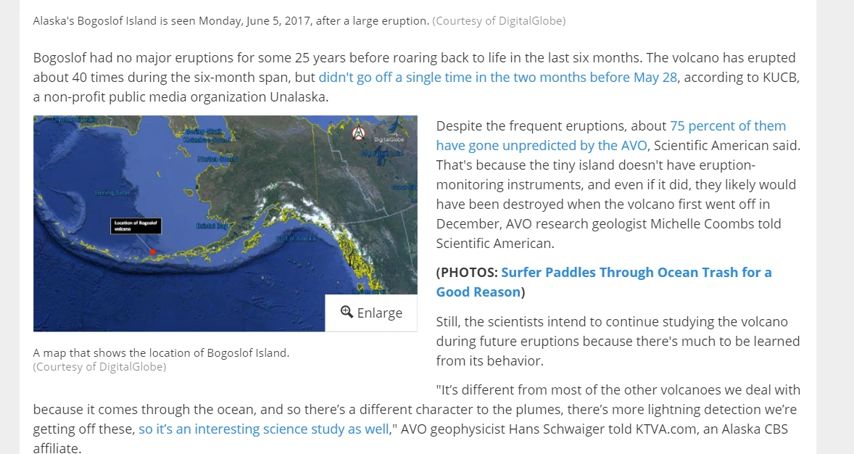 Alaska's Bogoslof Island is seen Monday, June 5, 2017, after a large eruption. (Courtesy of DigitalGlobe)
Bogoslof had no major eruptions for some 25 years before roaring back to life in the last six months. The volcano has erupted
about 40 times during the six-month span, but didn't go off a single time in the two months before May 28, according to KUCB,
a non-profit public media organization Unalaska.
DigitalGlobe
Location of Bogoslof
volcano
Bristol Bay
Enlarge
A map that shows the location of Bogoslof Island.
(Courtesy of DigitalGlobe)
Despite the frequent eruptions, about 75 percent of them
have gone unpredicted by the AVO, Scientific American said.
That's because the tiny island doesn't have eruption-
monitoring instruments, and even if it did, they likely would
have been destroyed when the volcano first went off in
December, AVO research geologist Michelle Coombs told
Scientific American.
(PHOTOS: Surfer Paddles Through Ocean Trash for a
Good Reason)
Still, the scientists intend to continue studying the volcano
during future eruptions because there's much to be learned
from its behavior.
"It’s different from most of the other volcanoes we deal with
because it comes through the ocean, and so there’s a different character to the plumes, there’s more lightning detection we’re
getting off these, so it’s an interesting science study as well," AVO geophysicist Hans Schwaiger told KTVA.com, an Alaska CBS
affiliate.